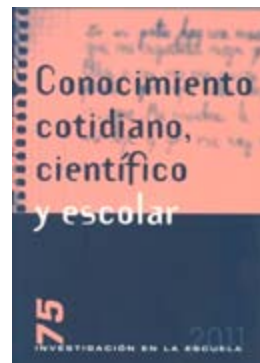 Conocimiento
cotidiano,
científico
y escolar
75
2011
INVESTIGACIÓN EN LA ESCUELA